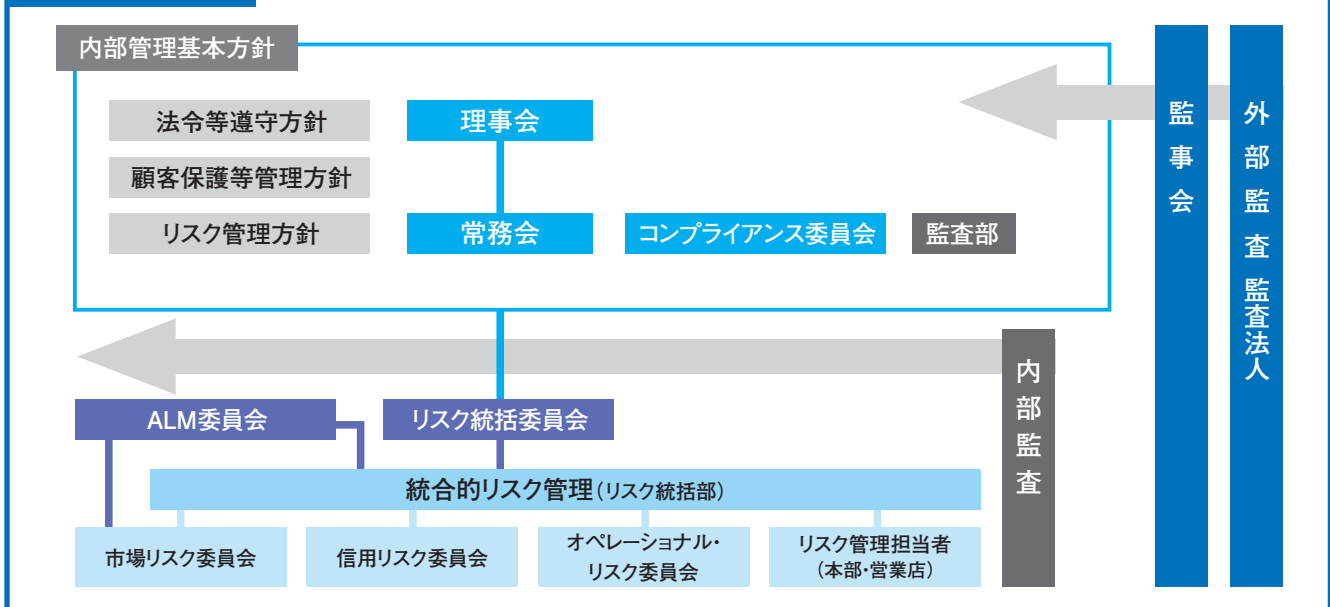 内部管理基本方針
法令等遵守方針
理事会
顧客保護等管理方針
リスク管理方針
常務会
コンプライアンス委員会
監査部
監事会
外部監査 監査法人
内部監査
ALM委員会
リスク統括委員会
統合的リスク管理(リスク統括部)
市場リスク委員会
信用リスク委員会
オペレーショナル・
リスク委員会
リスク管理担当者
(本部・営業店)